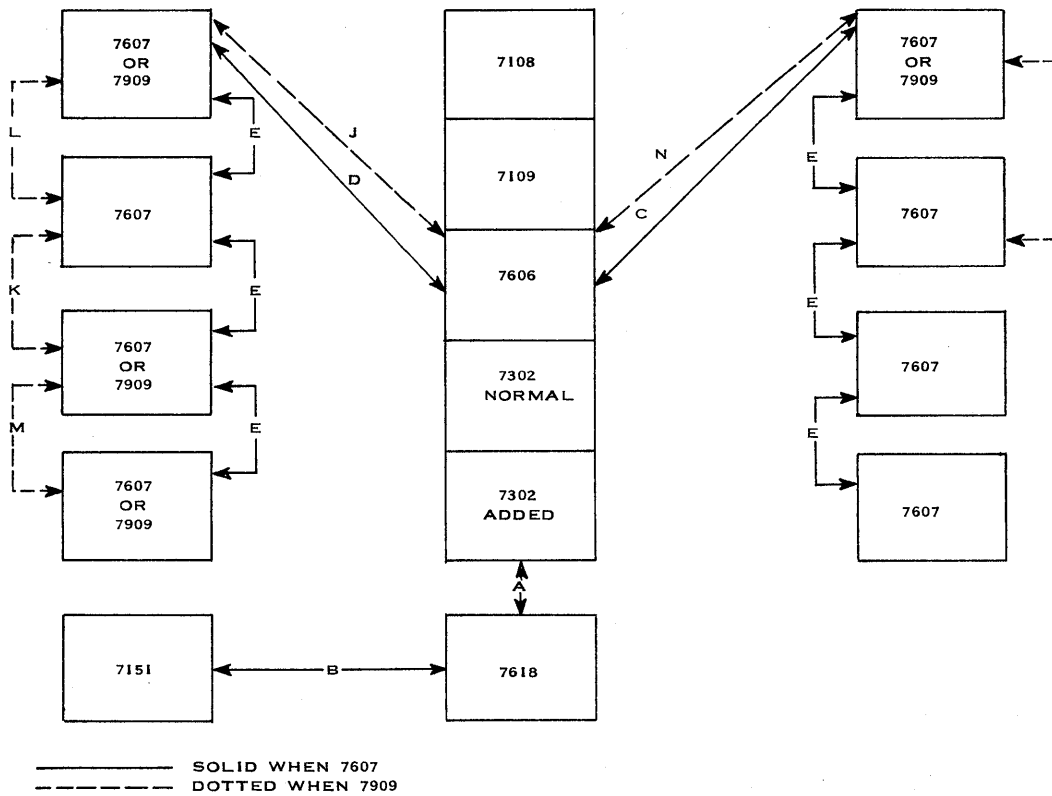 7607
OR
7909
L
E
7607
K
E
7607
OR
7909
M
E
7607
OR
7909
J
D
7108
7109
7606
7302
NORMAL
7302
ADDED
A
7151
B
7618
N
C
7607
OR
7909
E
7607
E
7607
E
7607
SOLID WHEN 7607
DOTTED WHEN 7909